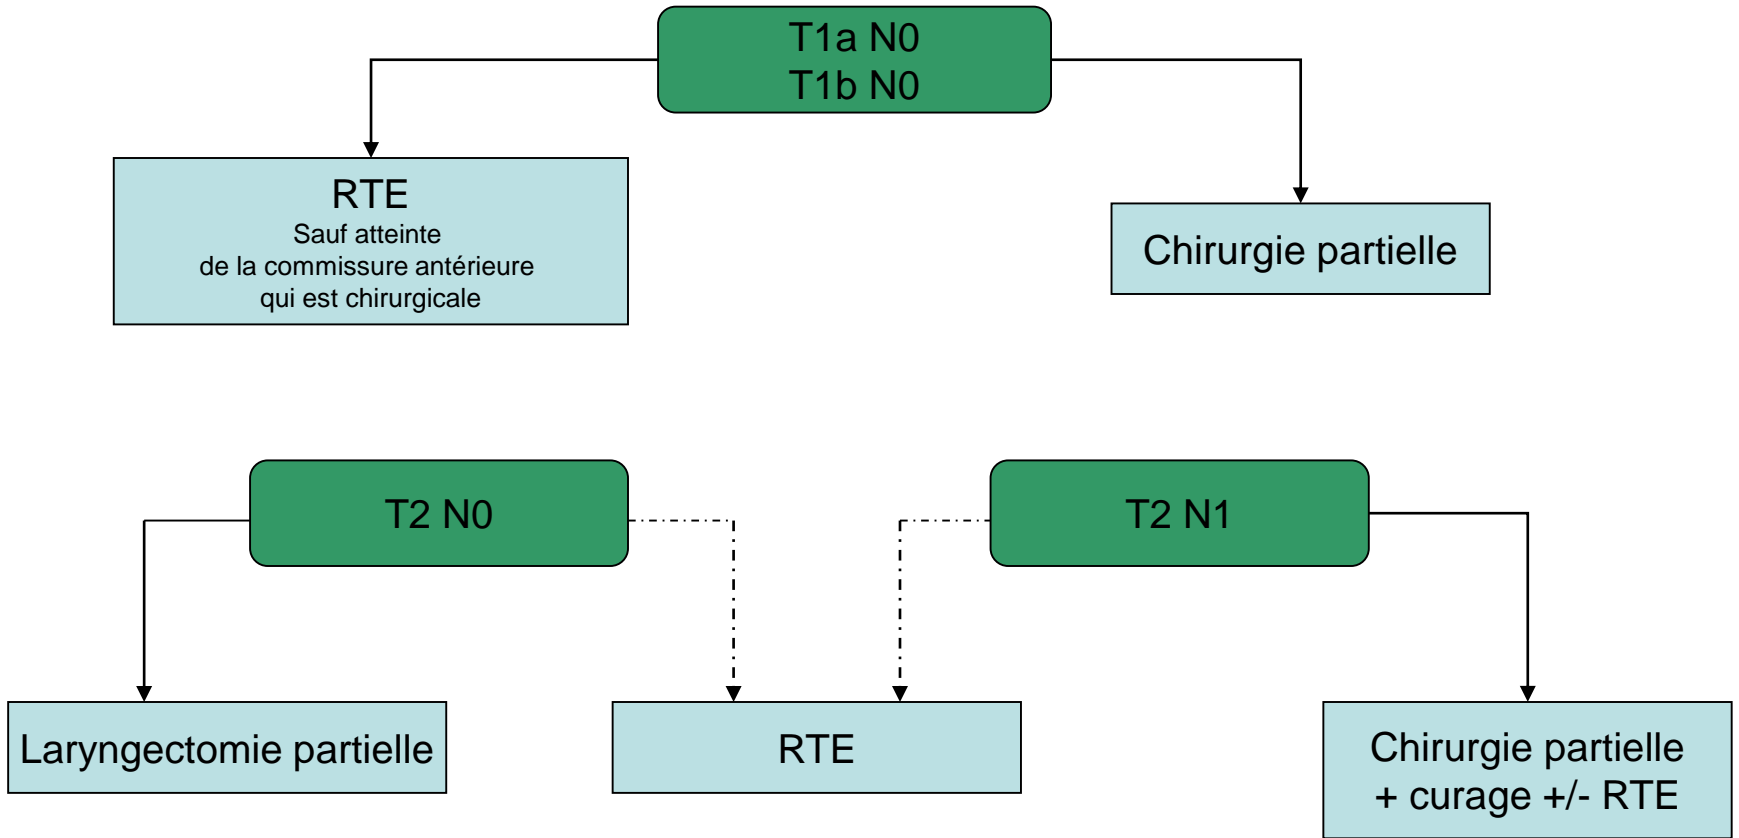 T1a N0
T1b N0
RTE
Sauf atteinte
de la commissure antérieure
qui est chirurgicale
Chirurgie partielle
T2 N0
T2 N1
Laryngectomie partielle
RTE
Chirurgie partielle
+ curage +/- RTE